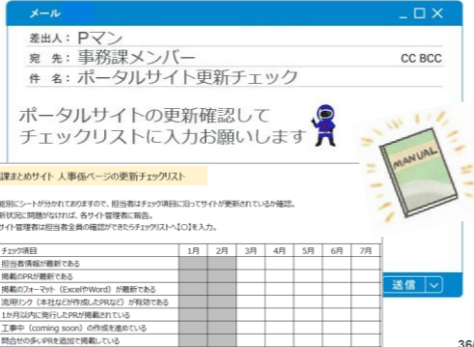 メール
差出人：Pマン
宛 先：事務課メンバー
CC BCC
件 名：ポータルサイト更新チェック
ポータルサイトの更新確認して
チェックリストに入力お願いします
MANUAL
課まとめサイト 人事係ページの更新チェックリスト
能別にシートが分かれておりますので、担当者はチェック項目に沿ってサイトが更新されているか確認。
新状況に問題がなければ、各サイト管理者に報告。
サイト管理者は担当者全員の確認ができたらチェックリストへ【〇】を入力。
チェック項目 1月 2月 3月 4月 5月 6月 7月
担当者情報が最新である
掲載のPRが最新である
掲載のフォーマット（ExcelやWord）が最新である
流用リンク（本社などが作成したPRなど）が有効である
1か月以内に発行したPRが掲載されている
工事中（coming soon）の作成を進めている
問合せの多いPRを追加で掲載している
送信
36